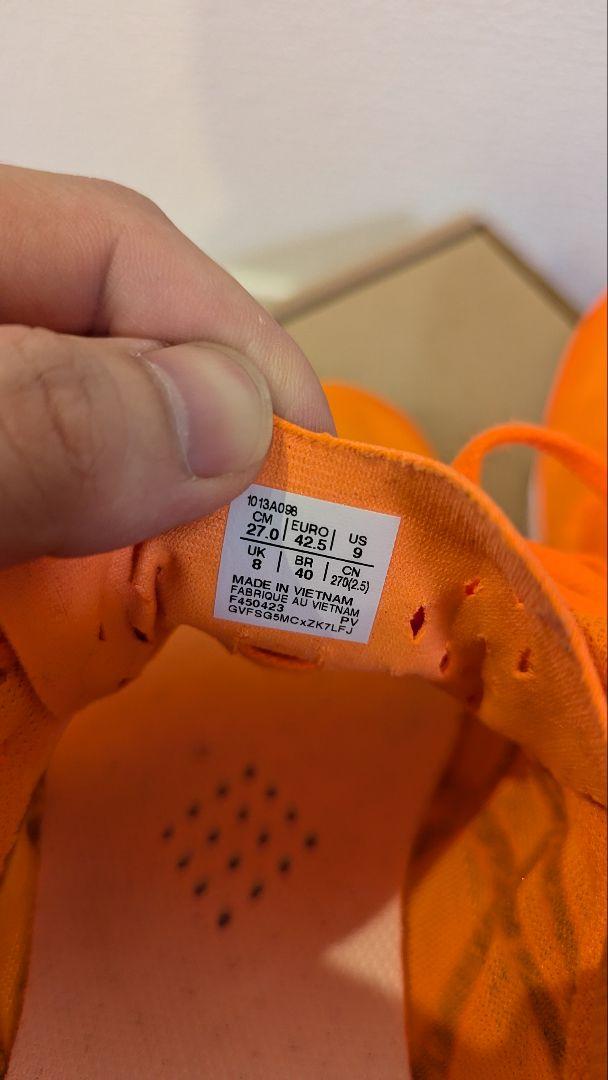 1013A098
CM 27.0 EURO 42.5 US 9
UK 8 BR 40 CN 270(2.5)
MADE IN VIETNAM
FABRIQUE AU VIETNAM
F450423 PV
GVFSG5MCxZK7LFJ